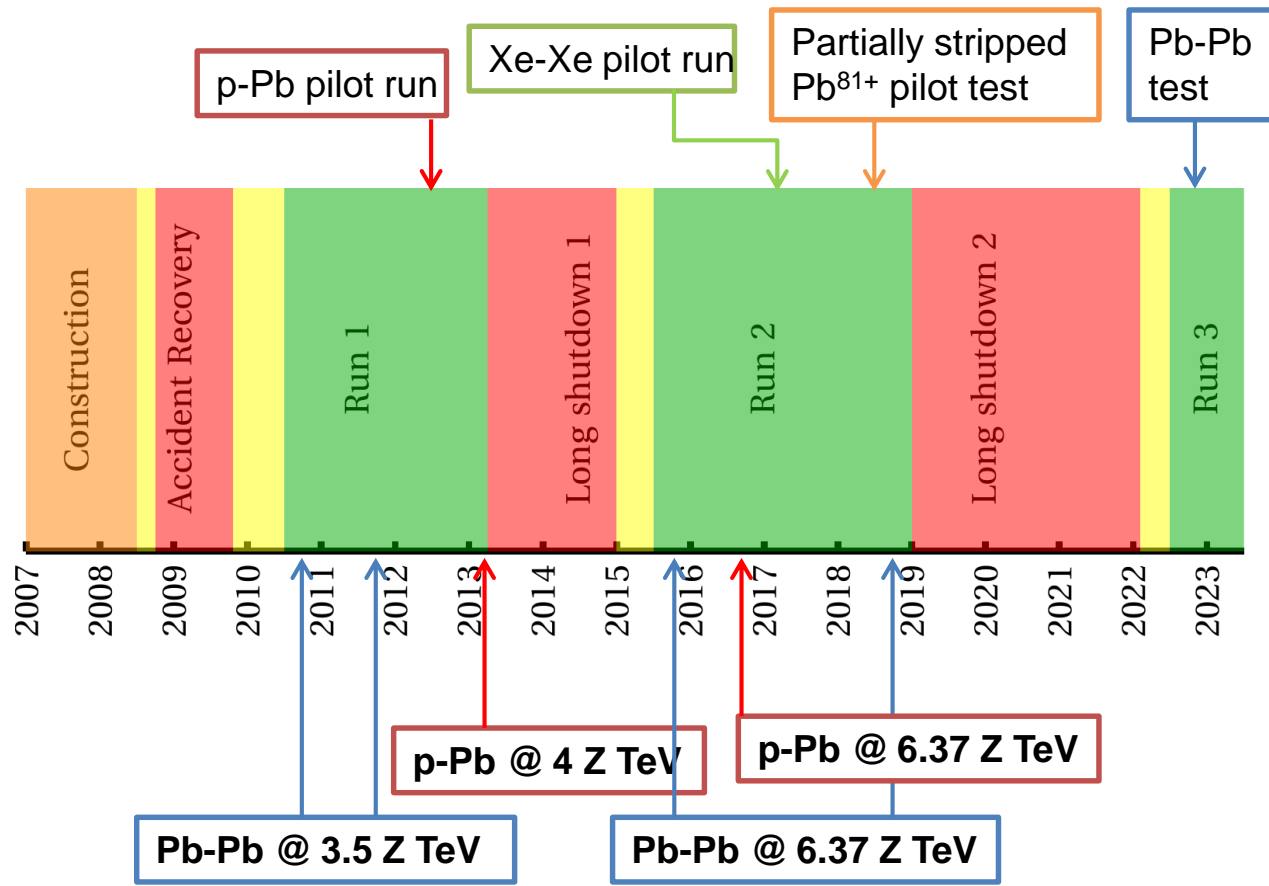 p-Pb pilot run
Xe-Xe pilot run
Partially stripped
Pb⁸¹⁺ pilot test
Pb-Pb
test
Construction
Accident Recovery
Run 1
Long shutdown 1
Run 2
Long shutdown 2
Run 3
2007
2008
2009
2010
2011
2012
2013
2014
2015
2016
2017
2018
2019
2020
2021
2022
2023
p-Pb @ 4 Z TeV
p-Pb @ 6.37 Z TeV
Pb-Pb @ 3.5 Z TeV
Pb-Pb @ 6.37 Z TeV